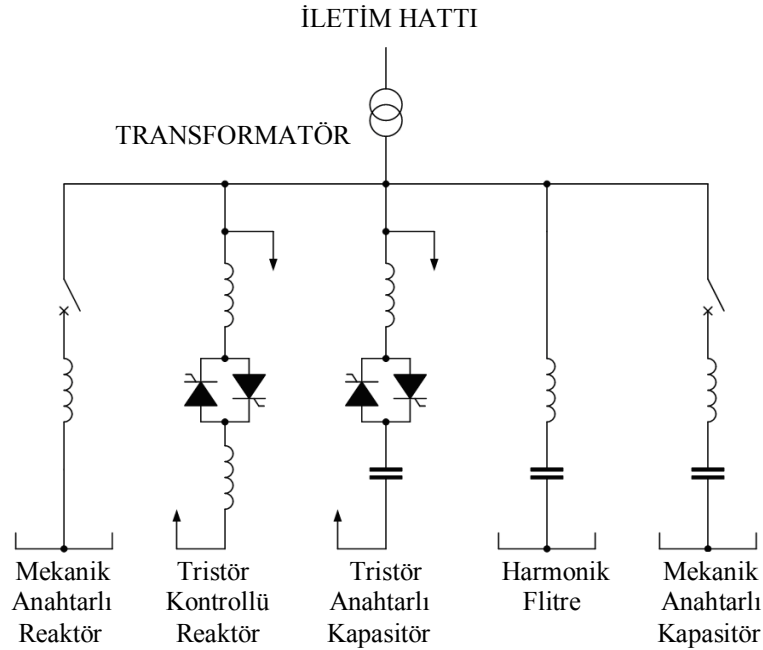 İLETİM HATTI
TRANSFORMATÖR
Mekanik
Anahtarlı
Reaktör
Tristör
Kontrollü
Reaktör
Tristör
Anahtarlı
Kapasitör
Harmonik
Flitre
Mekanik
Anahtarlı
Kapasitör